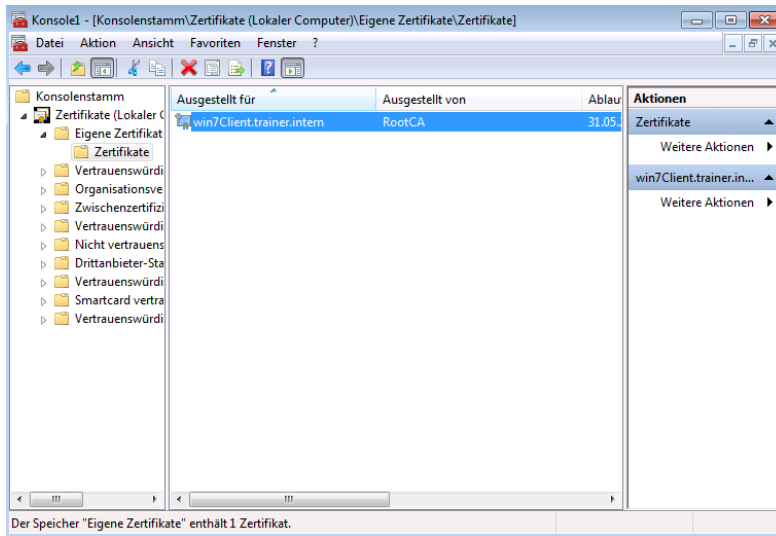 Konsole1 - [Konsolenstamm\Zertifikate (Lokaler Computer)\Eigene Zertifikate\Zertifikate]
Datei Aktion Ansicht Favoriten Fenster ?
Konsolenstamm
Zertifikate (Lokaler C
Eigene Zertifikat
Zertifikate
Vertrauenswürdi
Organisationsve
Zwischenzertifizi
Vertrauenswürdi
Nicht vertrauens
Drittanbieter-Sta
Vertrauenswürdi
Smartcard vertra
Vertrauenswürdi
Ausgestellt für Ausgestellt von Ablau
win7Client.trainer.intern RootCA 31.05.
Aktionen
Zertifikate
Weitere Aktionen
win7Client.trainer.in...
Weitere Aktionen
Der Speicher "Eigene Zertifikate" enthält 1 Zertifikat.